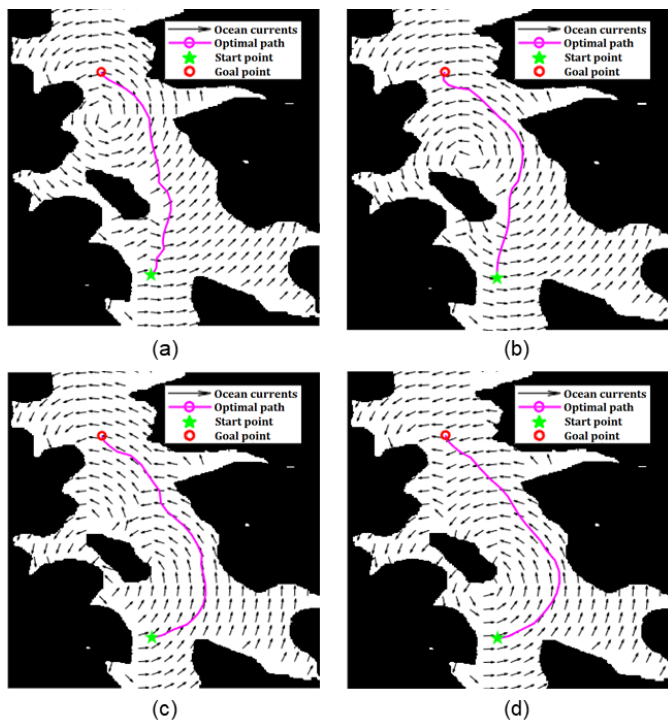 Ocean currents
Optimal path
Start point
Goal point
(a)
Ocean currents
Optimal path
Start point
Goal point
(b)
Ocean currents
Optimal path
Start point
Goal point
(c)
Ocean currents
Optimal path
Start point
Goal point
(d)